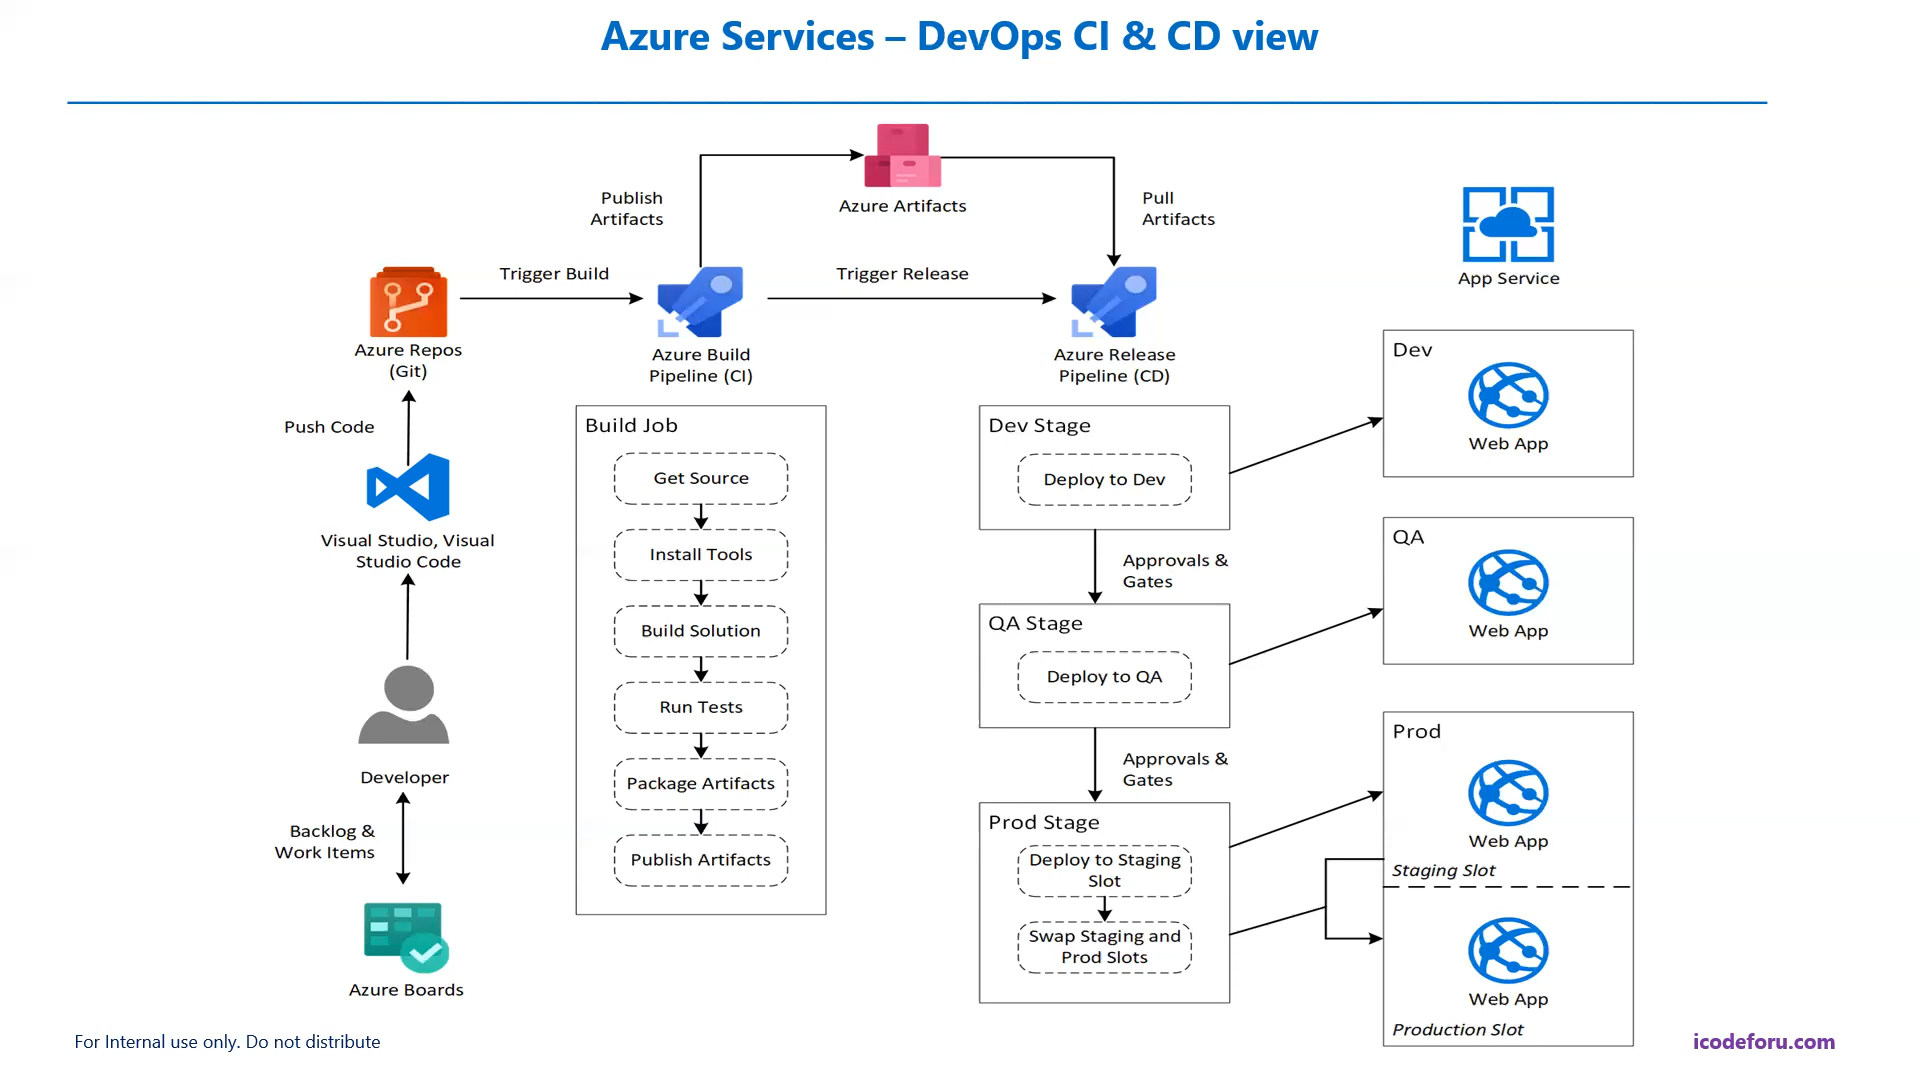 Azure Services – DevOps CI & CD view
Publish
Artifacts
Azure Artifacts
Pull
Artifacts
App Service
Trigger Build
Trigger Release
Azure Repos
(Git)
Azure Build
Pipeline (CI)
Azure Release
Pipeline (CD)
Push Code
Visual Studio, Visual
Studio Code
Developer
Backlog &
Work Items
Azure Boards
Build Job
Get Source
Install Tools
Build Solution
Run Tests
Package Artifacts
Publish Artifacts
Dev Stage
Deploy to Dev
Approvals &
Gates
QA Stage
Deploy to QA
Approvals &
Gates
Prod Stage
Deploy to Staging
Slot
Swap Staging and
Prod Slots
Dev
Web App
QA
Web App
Prod
Web App
Staging Slot
Web App
Production Slot
For Internal use only. Do not distribute
icodeforu.com